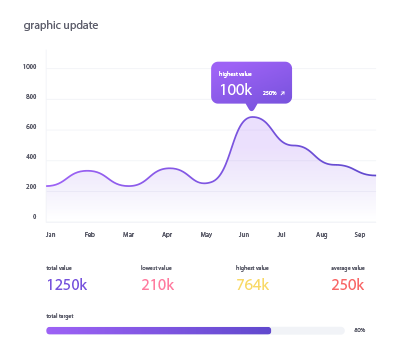 graphic update
1000
highest value
100k 250%
800
600
400
200
0
Jan Feb Mar Apr May Jun Jul Aug Sep
total value lowest value highest value average value
1250k 210k 764k 250k
total target
80%